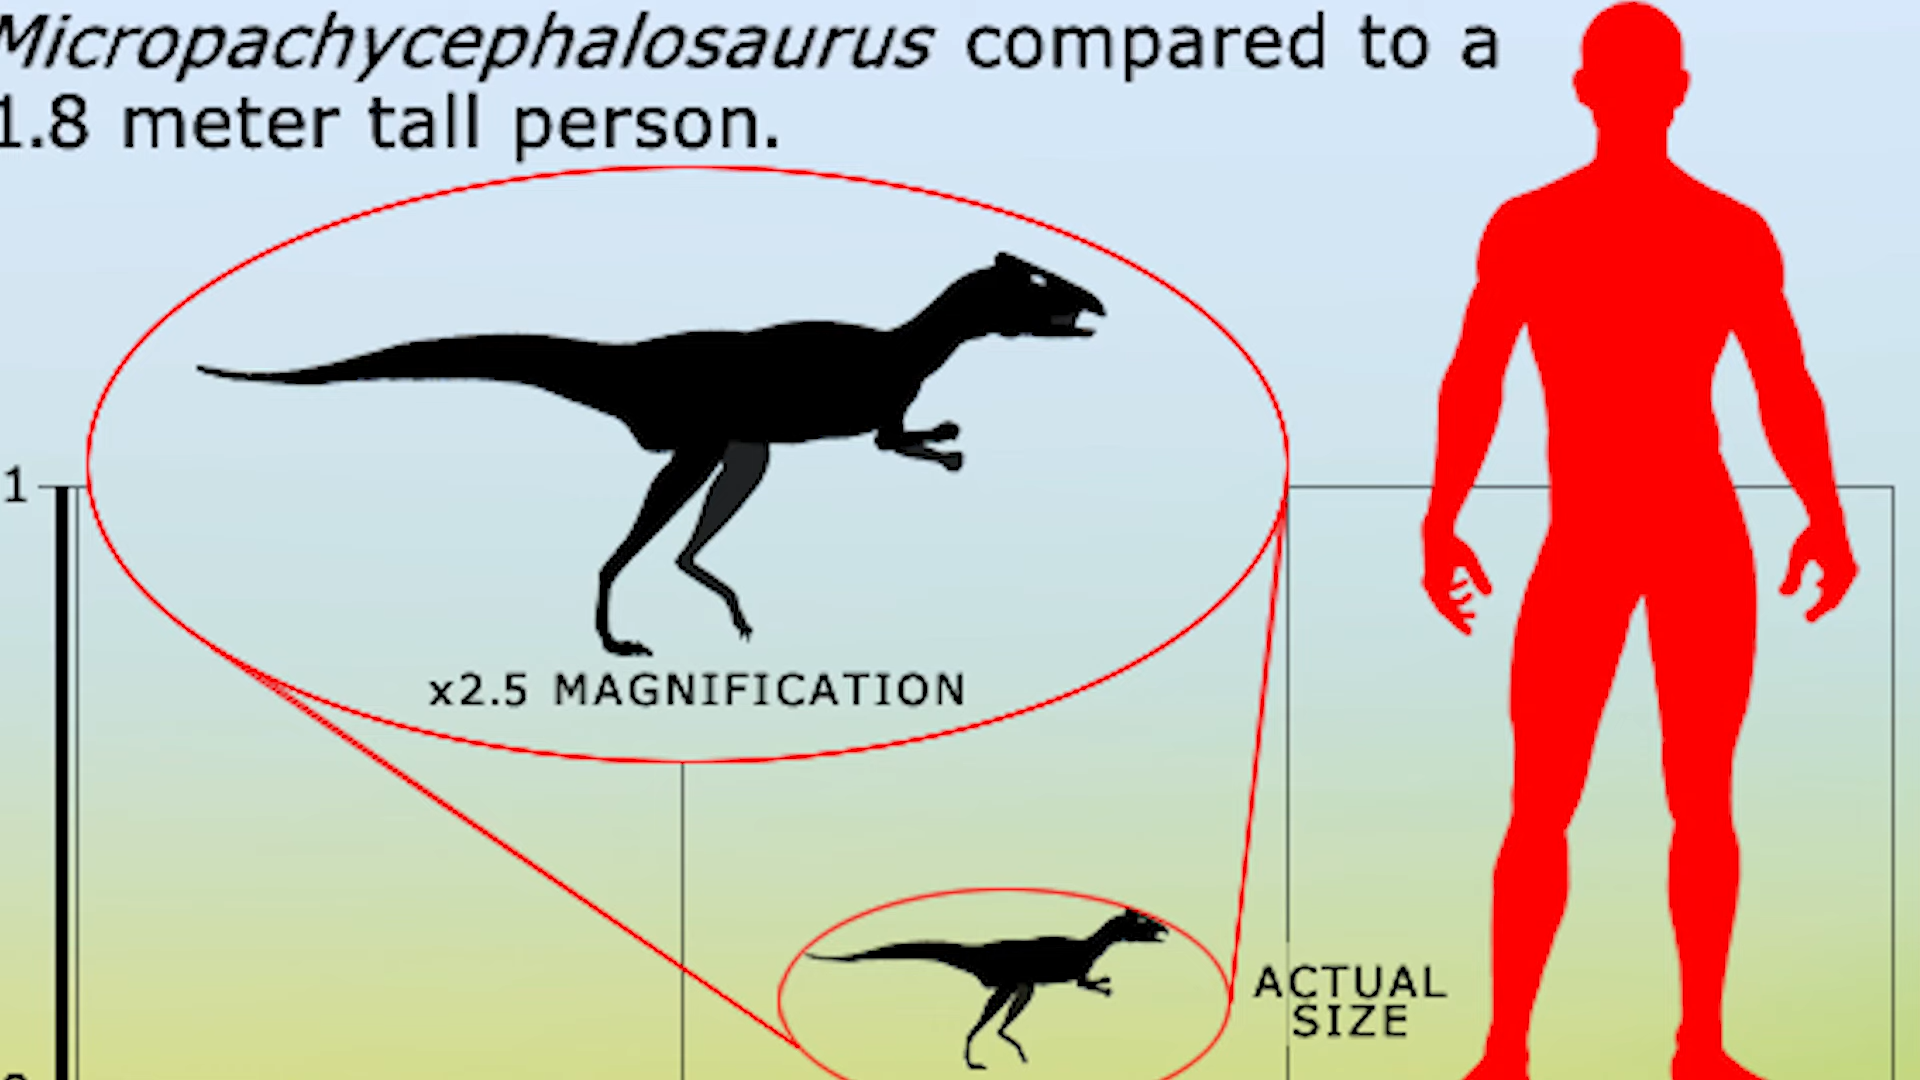 Micropachycephalosaurus compared to a
1.8 meter tall person.
1
x2.5 MAGNIFICATION
ACTUAL
SIZE